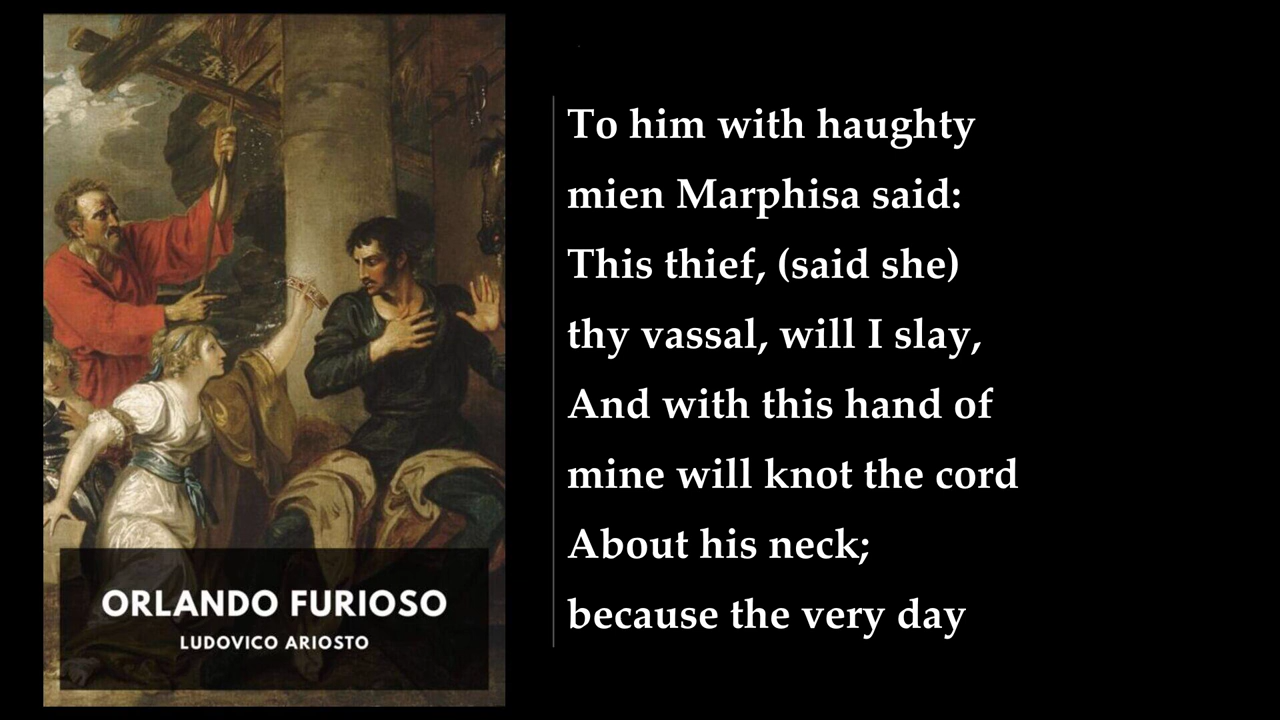 ORLANDO FURIOSO
LUDOVICO ARIOSTO
To him with haughty
mien Marphisa said:
This thief, (said she)
thy vassal, will I slay,
And with this hand of
mine will knot the cord
About his neck;
because the very day